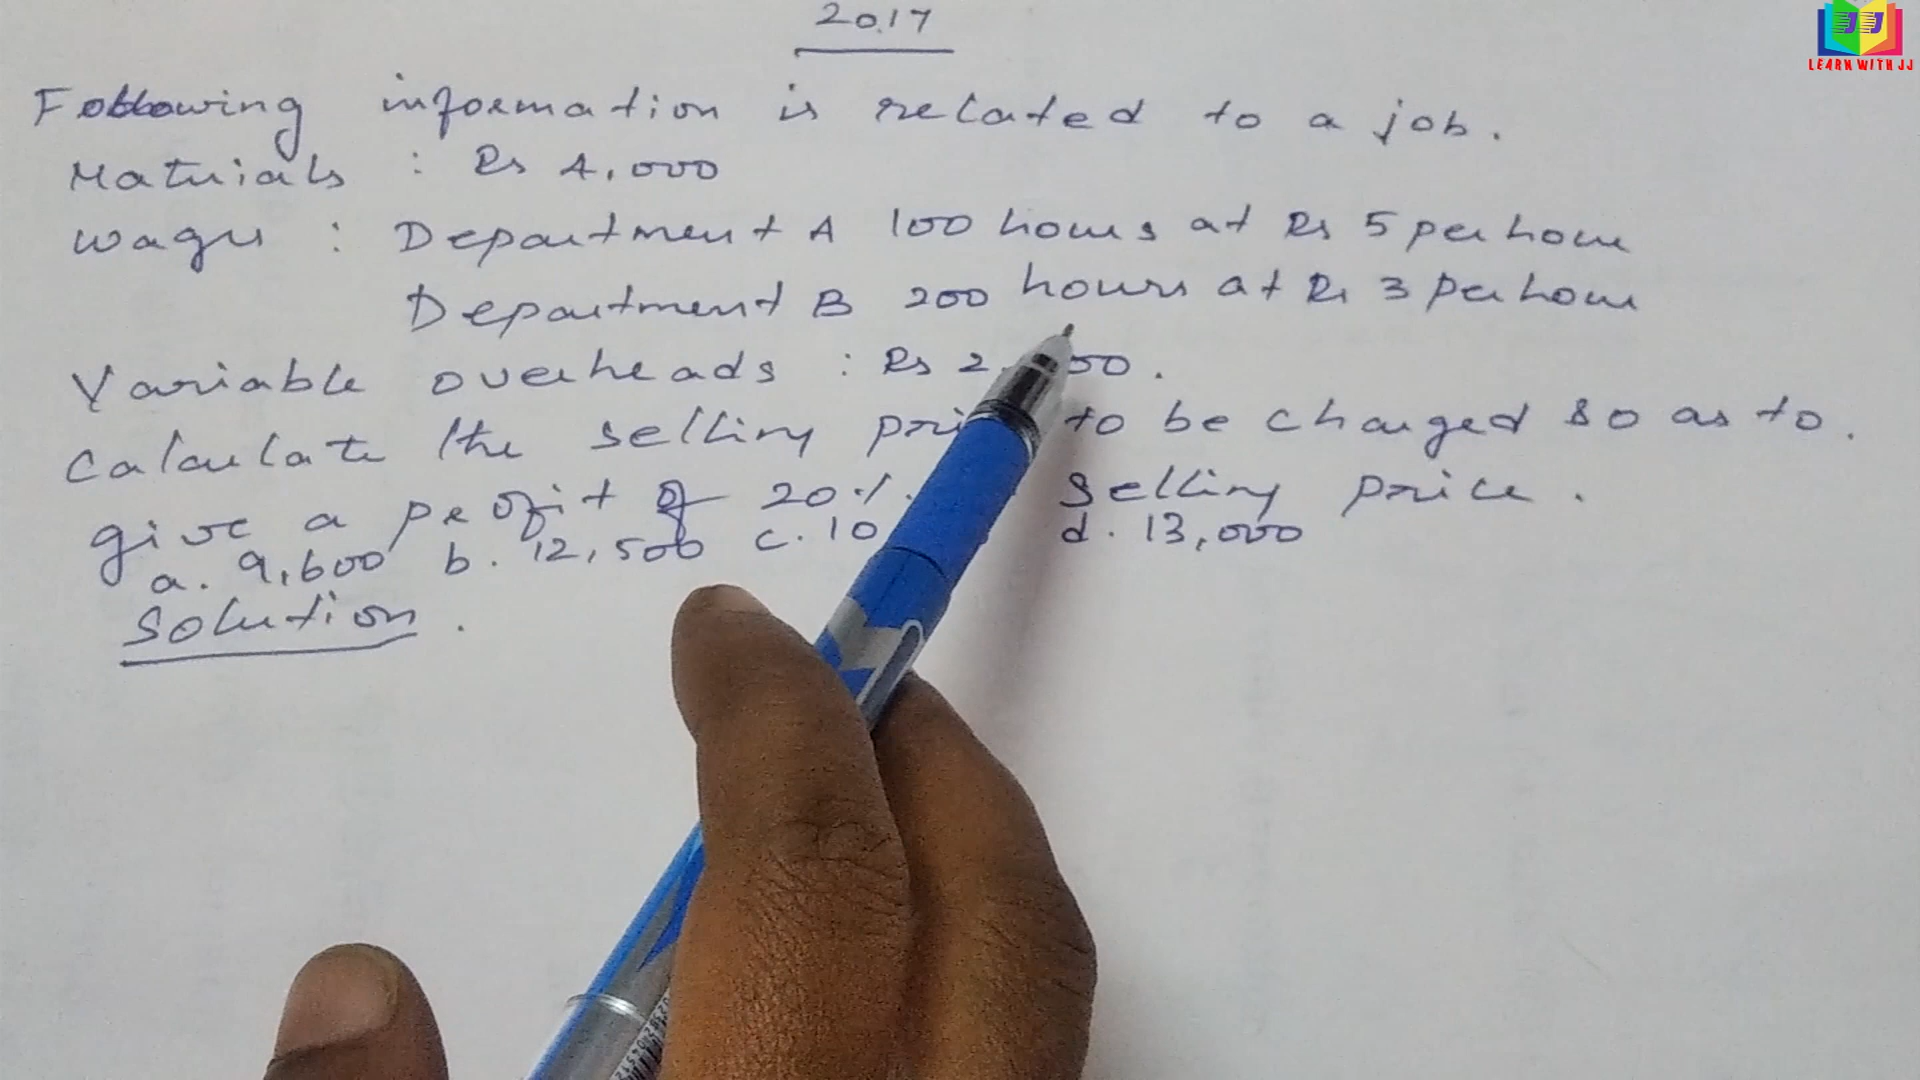 2017
LEARN WITH JJ
Following information is related to a job.
Materials : Rs 4,000
Wages : Department A 100 hours at Rs 5 per hour
Department B 200 hours at Rs 3 per hour
Variable overheads : Rs
Calculate the selling to be charged so as to.
give a profit of 20% selling price.
a. 9,600 b. 12,500 c. d. 13,000
Solution.